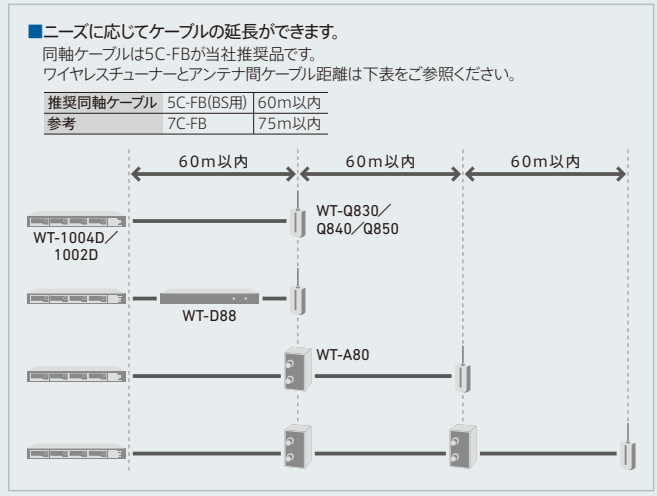 ■ニーズに応じてケーブルの延長ができます。
同軸ケーブルは5C-FBが当社推奨品です。
ワイヤレスチューナーとアンテナ間ケーブル距離は下表をご参照ください。
推奨同軸ケーブル 5C-FB(BS用) 60m以内
参考 7C-FB 75m以内
60m以内 60m以内 60m以内
WT-1004D／
1002D
WT-Q830／
Q840／Q850
WT-D88
WT-A80